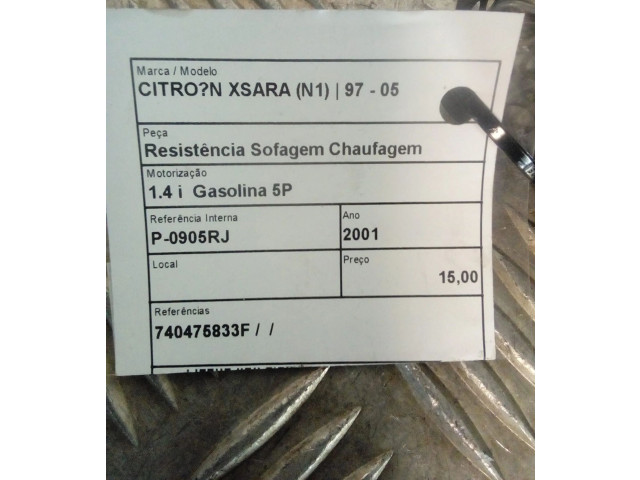 Marca / Modelo
CITRO?N XSARA (N1) | 97 - 05
Peça
Resistência Sofagem Chaufagem
Motorização
1.4 i Gasolina 5P
Referência Interna
P-0905RJ
Ano
2001
Local
Preço
15,00
Referências
740475833F / /